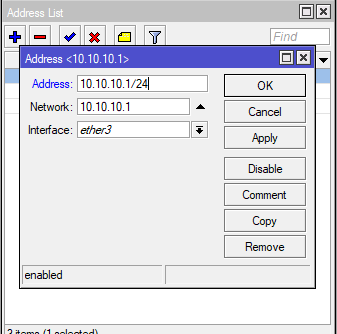 Address List
Find
Address <10.10.10.1>
Address: 10.10.10.1/24
OK
Network: 10.10.10.1
Cancel
Interface: ether3
Apply
Disable
Comment
Copy
Remove
enabled
3 items (1 selected)